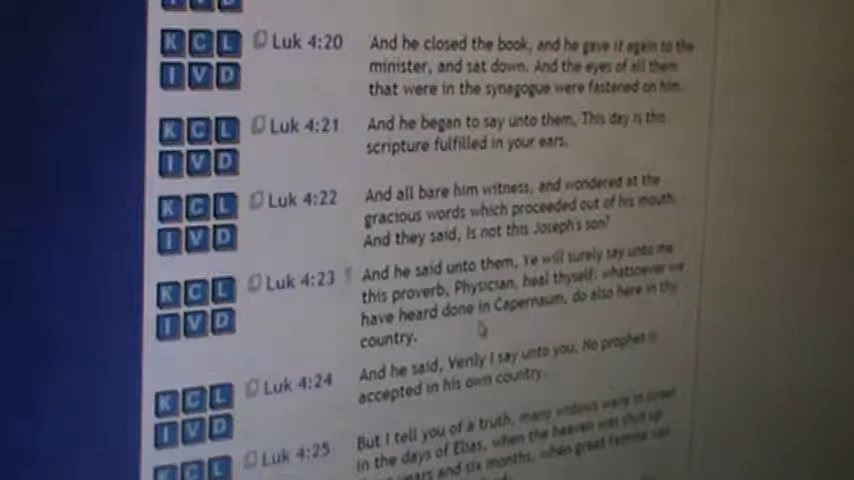 I V D
K C L Luk 4:20 And he closed the book, and he gave it again to the
I V D minister, and sat down. And the eyes of all them
that were in the synagogue were fastened on him.
K C L Luk 4:21 And he began to say unto them, This day is this
I V D scripture fulfilled in your ears.
K C L Luk 4:22 And all bare him witness, and wondered at the
I V D gracious words which proceeded out of his mouth.
And they said, Is not this Joseph's son?
K C L Luk 4:23 ¶ And he said unto them, Ye will surely say unto me
I V D this proverb, Physician, heal thyself: whatsoever we
have heard done in Capernaum, do also here in thy
country.
K C L Luk 4:24 And he said, Verily I say unto you, No prophet is
I V D accepted in his own country.
K C L Luk 4:25 But I tell you of a truth, many widows were in Israel
in the days of Elias, when the heaven was shut up
years and six months, when great famine was